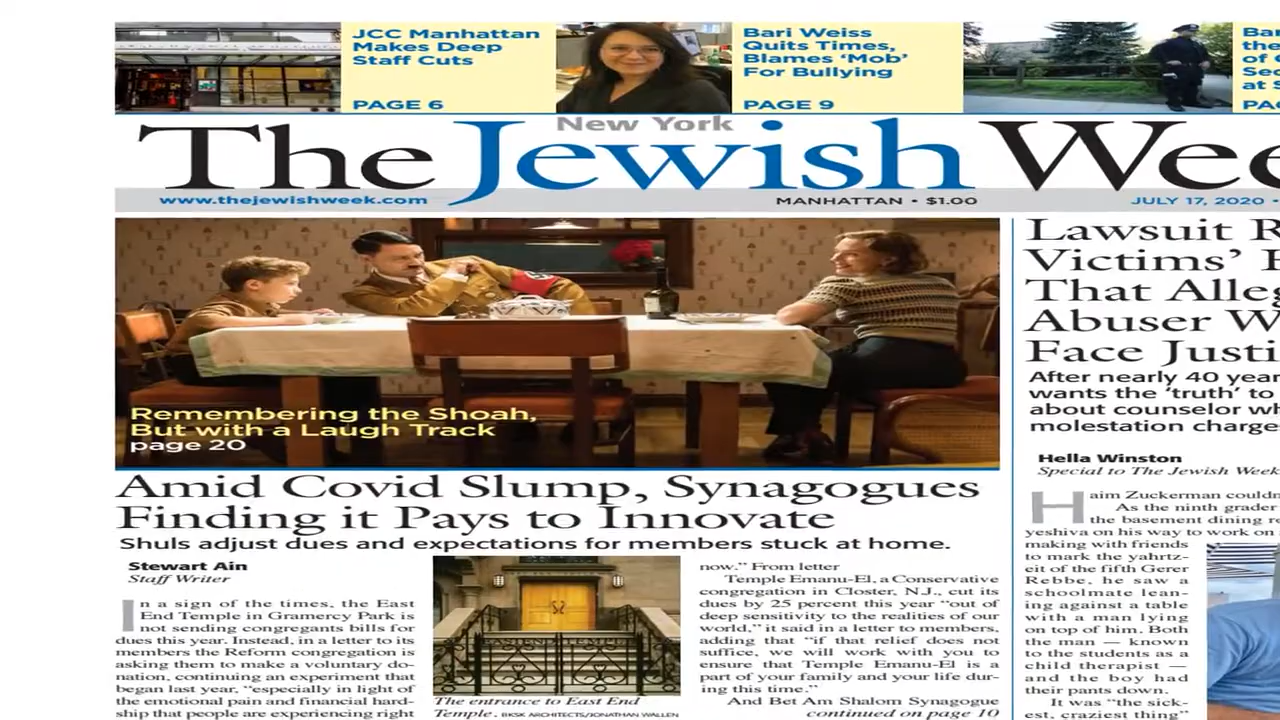 JCC Manhattan
Makes Deep
Staff Cuts
PAGE 6
Bari Weiss
Quits Times,
Blames ‘Mob’
For Bullying
PAGE 9
The Jewish
New York
www.thejewishweek.com
MANHATTAN • $1.00
JULY 17, 2020 •
Remembering the Shoah,
But with a Laugh Track
page 20
Amid Covid Slump, Synagogues
Finding it Pays to Innovate
Shuls adjust dues and expectations for members stuck at home.
Stewart Ain
Staff Writer
In a sign of the times, the East
End Temple in Gramercy Park is
not sending congregants bills for
dues this year. Instead, in a letter to its
members the Reform congregation is
asking them to make a voluntary do-
nation, continuing an experiment that
began last year, “especially in light of
the emotional pain and financial hard-
ship that people are experiencing right
The entrance to East End
Temple. BKSK ARCHITECTS/JONATHAN WALLEN
now.” From letter
Temple Emanu-El, a Conservative
congregation in Closter, N.J., cut its
dues by 25 percent this year “out of
deep sensitivity to the realities of our
world,” it said in a letter to members,
adding that “if that relief does not
suffice, we will work with you to
ensure that Temple Emanu-El is a
part of your family and your life dur-
ing this time.”
And Bet Am Shalom Synagogue
continued on page 10
Lawsuit
Victims’
That
Abuser
Face
After nearly 40
wants the ‘truth’ to
about counselor
molestation
Hella Winston
Special to The Jewish Week
Haim Zuckerman
As the ninth grader
the basement dining
yeshiva on his way to work on
making with friends
to mark the yahrtz-
eit of the fifth Gerer
Rebbe, he saw a
schoolmate lean-
ing against a table
with a man lying
on top of him. Both
the man — known
to the students as a
child therapist —
and the boy had
their pants down.
It was “the sick-
est, craziest thing”